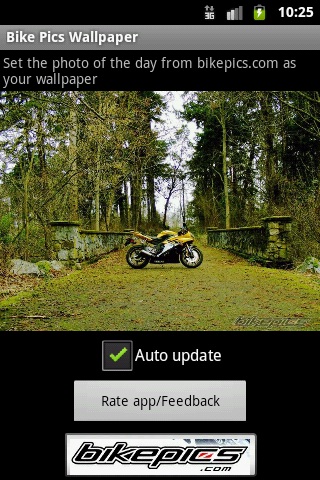 3G
10:25
Bike Pics Wallpaper
Set the photo of the day from bikepics.com as
your wallpaper
bikepics
Auto update
Rate app/Feedback
bikepics
.com